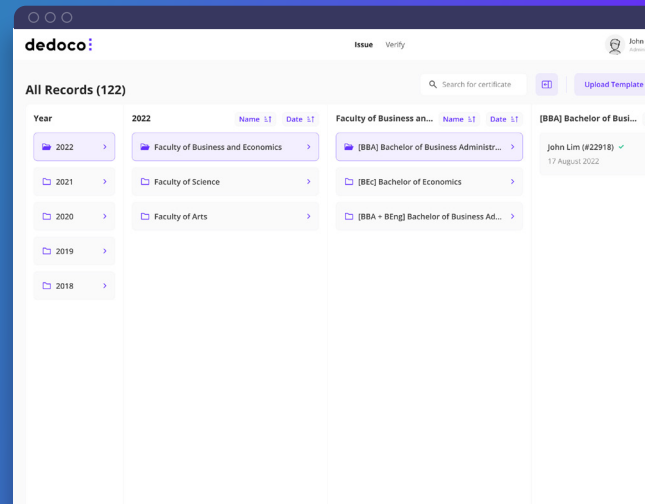 dedoco
Issue
Verify
John
Search for certificate
Upload Template
All Records (122)
Year
2022
2021
2020
2019
2018
2022
Name
Date
Faculty of Business and Economics
Faculty of Science
Faculty of Arts
Faculty of Business an...
Name
Date
[BBA] Bachelor of Business Administr...
[BEc] Bachelor of Economics
[BBA + BEng] Bachelor of Business Ad...
[BBA] Bachelor of Busi...
John Lim (#22918)
17 August 2022